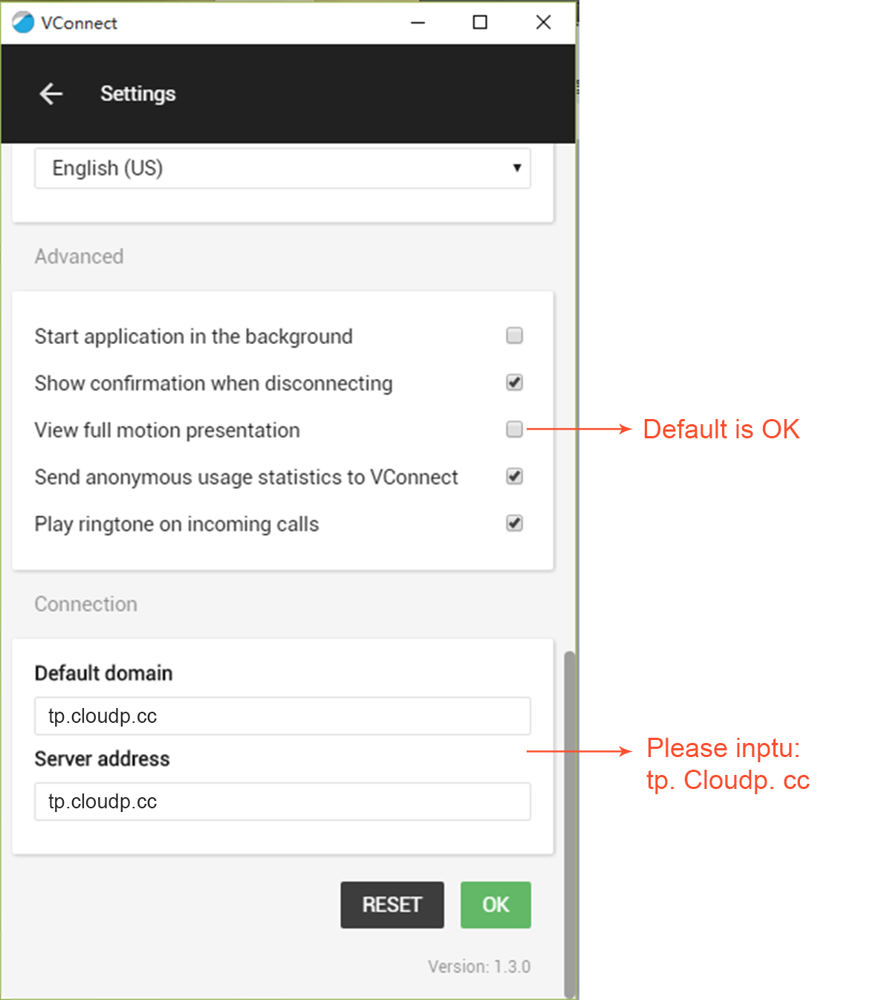 VConnect
Settings
English (US)
Advanced
Start application in the background
Show confirmation when disconnecting
View full motion presentation
Default is OK
Send anonymous usage statistics to VConnect
Play ringtone on incoming calls
Connection
Default domain
tp.cloudp.cc
Server address
Please inptu:
tp. Cloudp. cc
tp.cloudp.cc
RESET
OK
Version: 1.3.0